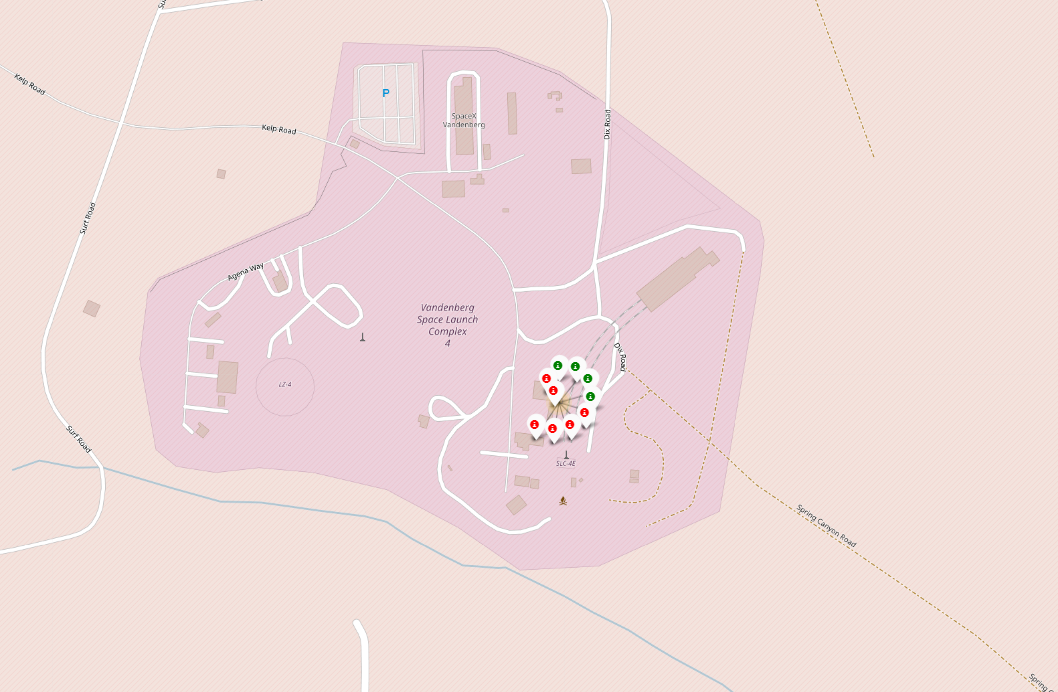 Kelp Road
P
SpaceX
Vandenberg
Kelp Road
Dix Road
Surf Road
Agena Way
Vandenberg
Space Launch
Complex
4
LZ-4
Dix Road
SLC-4E
Surf Road
Spring Canyon Road